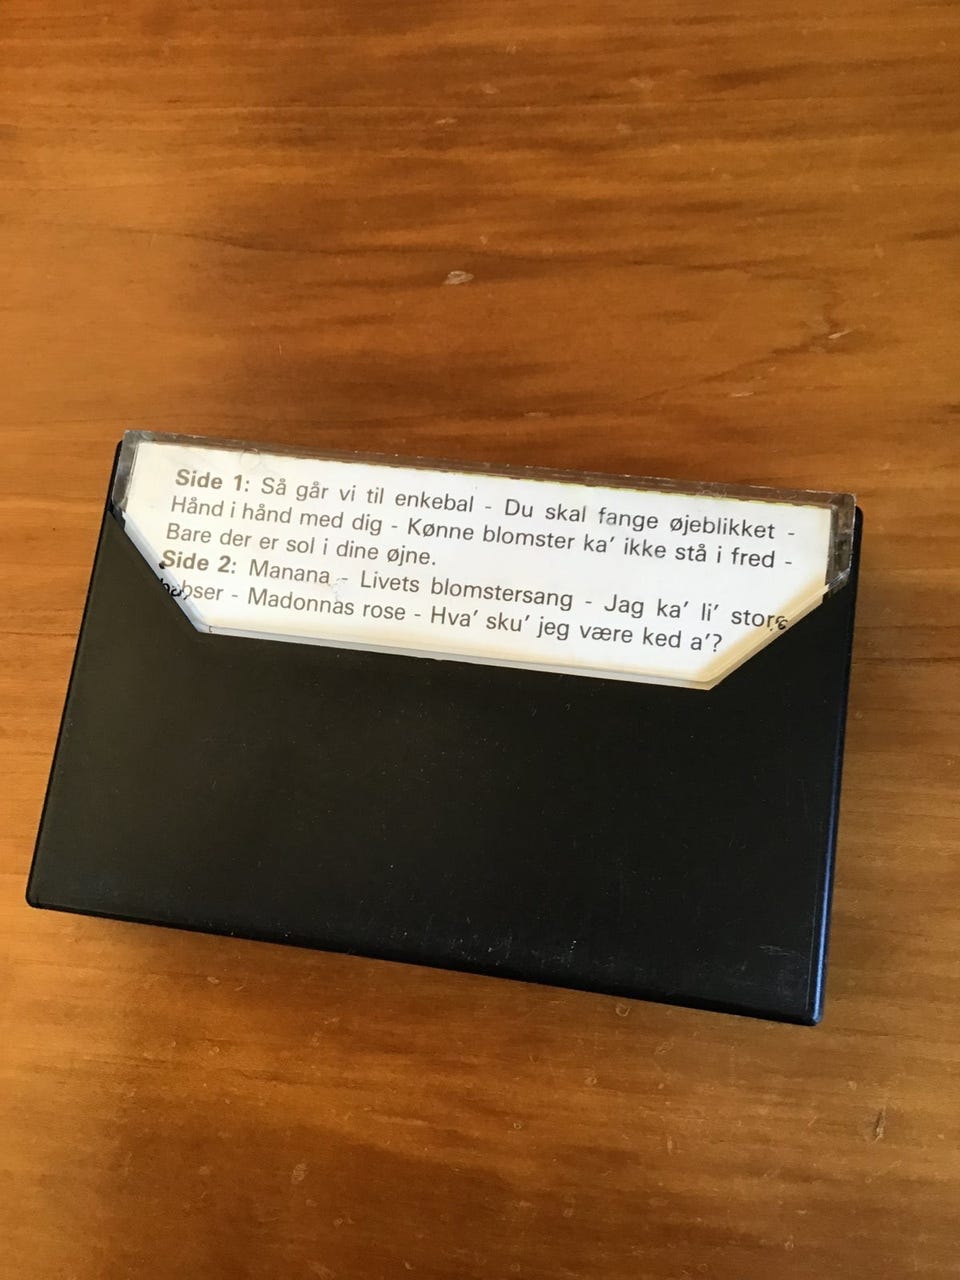 Side 1: Så går vi til enkebal - Du skal fange øjeblikket -
Hånd i hånd med dig - Kønne blomster ka' ikke stå i fred -
Bare der er sol i dine øjne.
Side 2: Manana - Livets blomstersang - Jag ka' li' store
bobser - Madonnas rose - Hva' sku' jeg være ked a'?